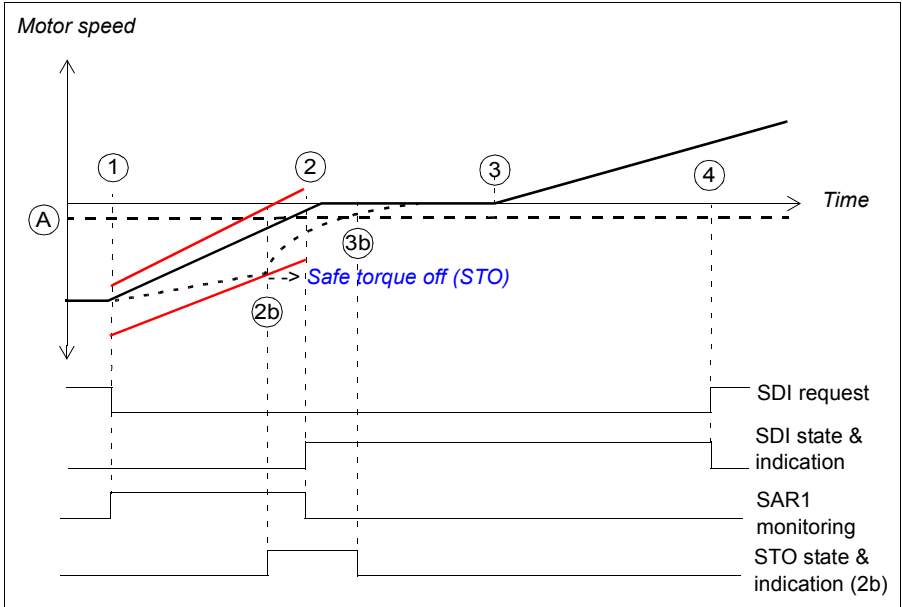 Motor speed
1
2
3
4
A
Time
3b
Safe torque off (STO)
2b
SDI request
SDI state &
indication
SAR1
monitoring
STO state &
indication (2b)